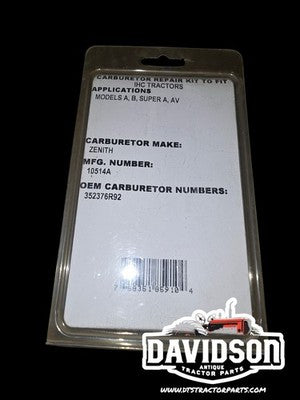 CARBURETOR REPAIR KIT TO FIT
IHC TRACTORS
APPLICATIONS
MODELS A, B, SUPER A, AV
CARBURETOR MAKE:
ZENITH
MFG. NUMBER:
10514A
OEM CARBURETOR NUMBERS:
352376R92
DAVIDSON
ANTIQUE
TRACTOR PARTS
WWW.DTSTRACTORPARTS.COM